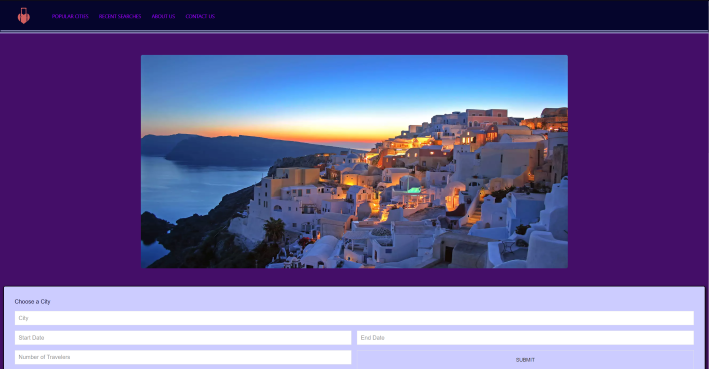 POPULAR CITIES RECENT SEARCHES ABOUT US CONTACT US
Choose a City
City
Start Date End Date
Number of Travelers SUBMIT